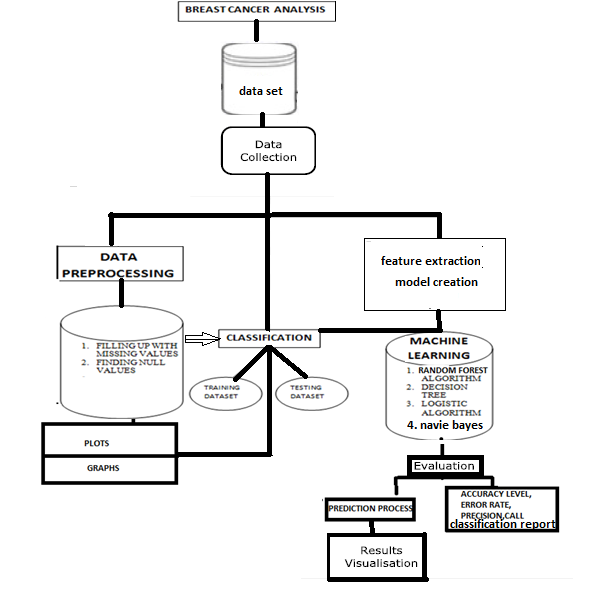 BREAST CANCER ANALYSIS
data set
Data
Collection
DATA
PREPROCESSING
feature extraction
model creation
1. FILLING UP WITH
MISSING VALUES
2. FINDING NULL
VALUES
CLASSIFICATION
TRAINING
DATASET
TESTING
DATASET
MACHINE
LEARNING
1. RANDOM FOREST
ALGORITHM
2. DECISION
TREE
3. LOGISTIC
ALGORITHM
4. navie bayes
PLOTS
GRAPHS
Evaluation
PREDICTION PROCESS
ACCURACY LEVEL,
ERROR RATE,
PRECISION,CALL
classification report
Results
Visualisation